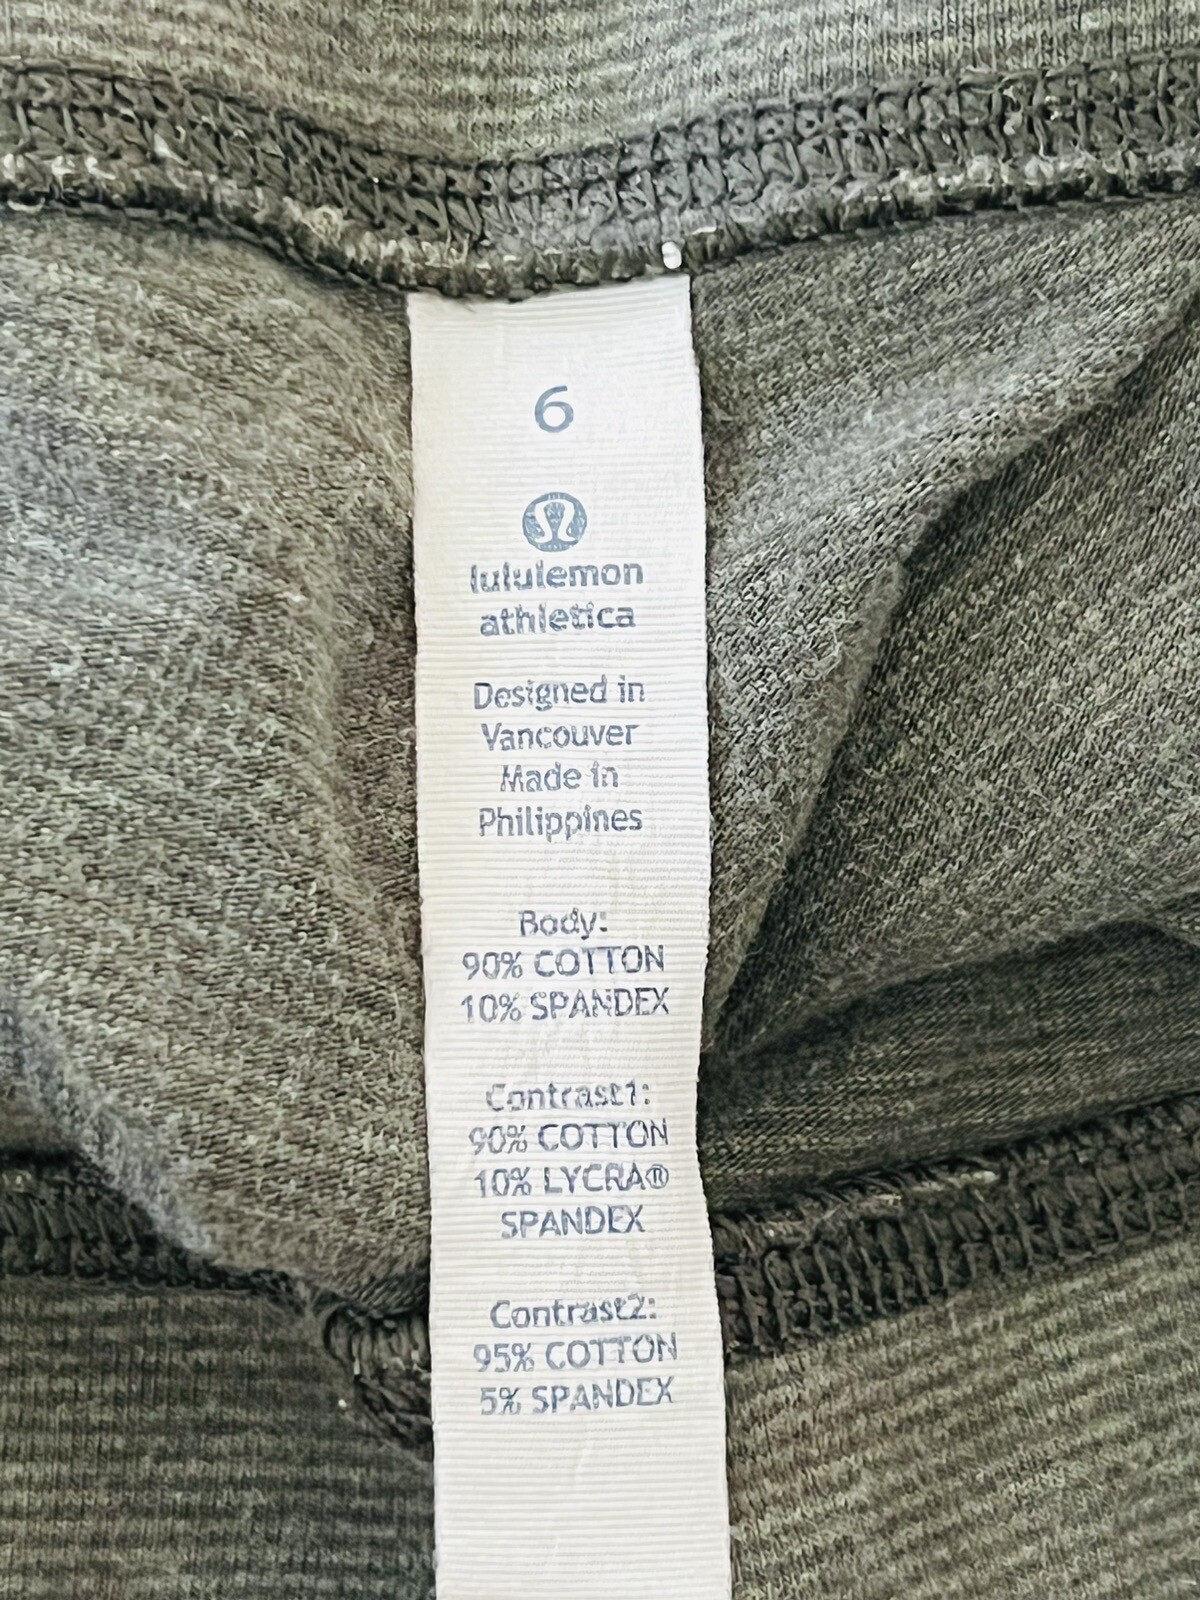 6
lululemon
athletica
Designed in
Vancouver
Made in
Philippines
Body:
90% COTTON
10% SPANDEX
Contrast1:
90% COTTON
10% LYCRA®
SPANDEX
Contrast2:
95% COTTON
5% SPANDEX